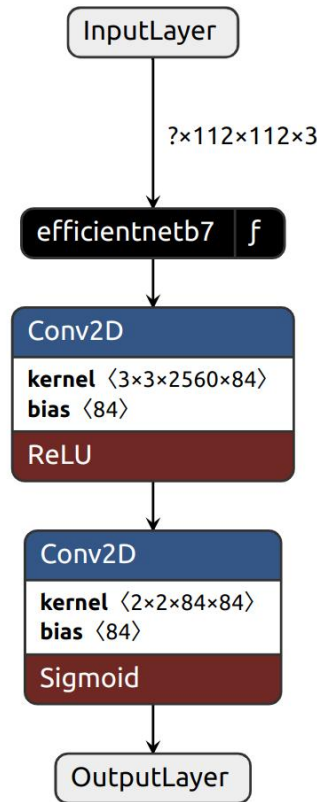 InputLayer
?×112×112×3
efficientnetb7 ƒ
Conv2D
kernel 〈3×3×2560×84〉
bias 〈84〉
ReLU
Conv2D
kernel 〈2×2×84×84〉
bias 〈84〉
Sigmoid
OutputLayer